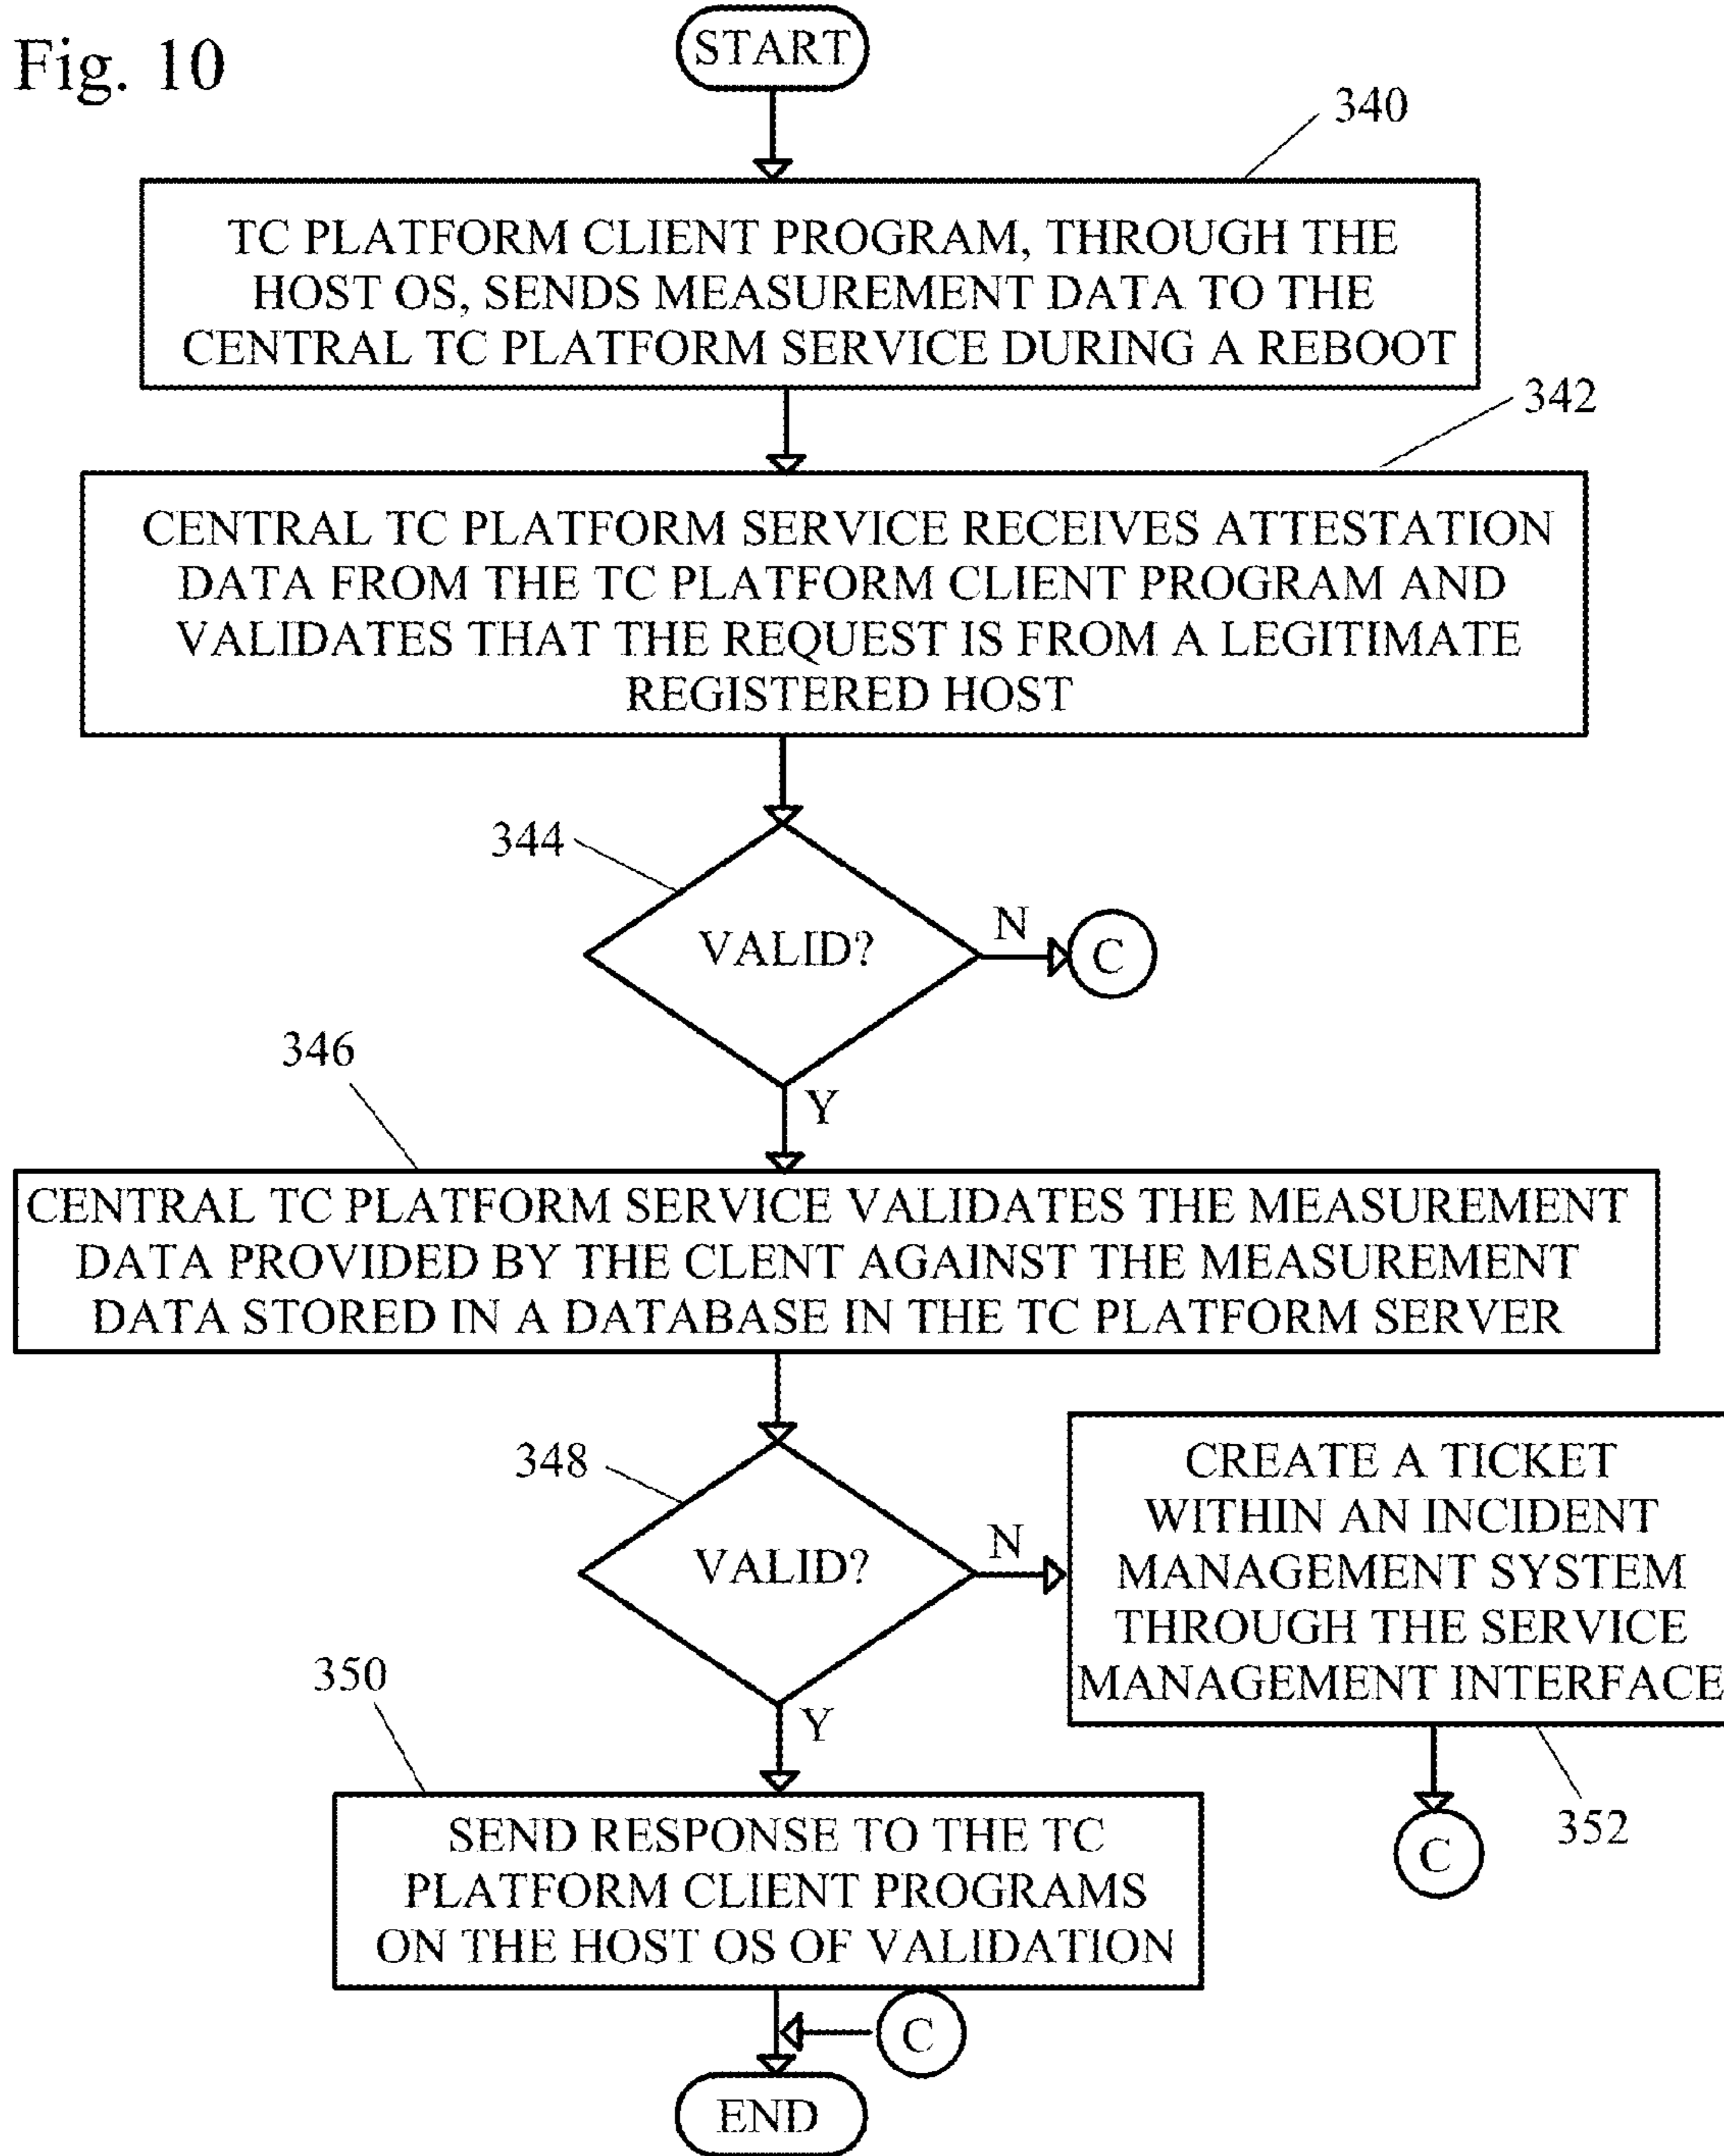 Fig. 10
START
340
TC PLATFORM CLIENT PROGRAM, THROUGH THE
HOST OS, SENDS MEASUREMENT DATA TO THE
CENTRAL TC PLATFORM SERVICE DURING A REBOOT
342
CENTRAL TC PLATFORM SERVICE RECEIVES ATTESTATION
DATA FROM THE TC PLATFORM CLIENT PROGRAM AND
VALIDATES THAT THE REQUEST IS FROM A LEGITIMATE
REGISTERED HOST
344
VALID?
N
C
Y
346
CENTRAL TC PLATFORM SERVICE VALIDATES THE MEASUREMENT
DATA PROVIDED BY THE CLENT AGAINST THE MEASUREMENT
DATA STORED IN A DATABASE IN THE TC PLATFORM SERVER
348
VALID?
N
Y
CREATE A TICKET
WITHIN AN INCIDENT
MANAGEMENT SYSTEM
THROUGH THE SERVICE
MANAGEMENT INTERFACE
352
C
350
SEND RESPONSE TO THE TC
PLATFORM CLIENT PROGRAMS
ON THE HOST OS OF VALIDATION
C
END